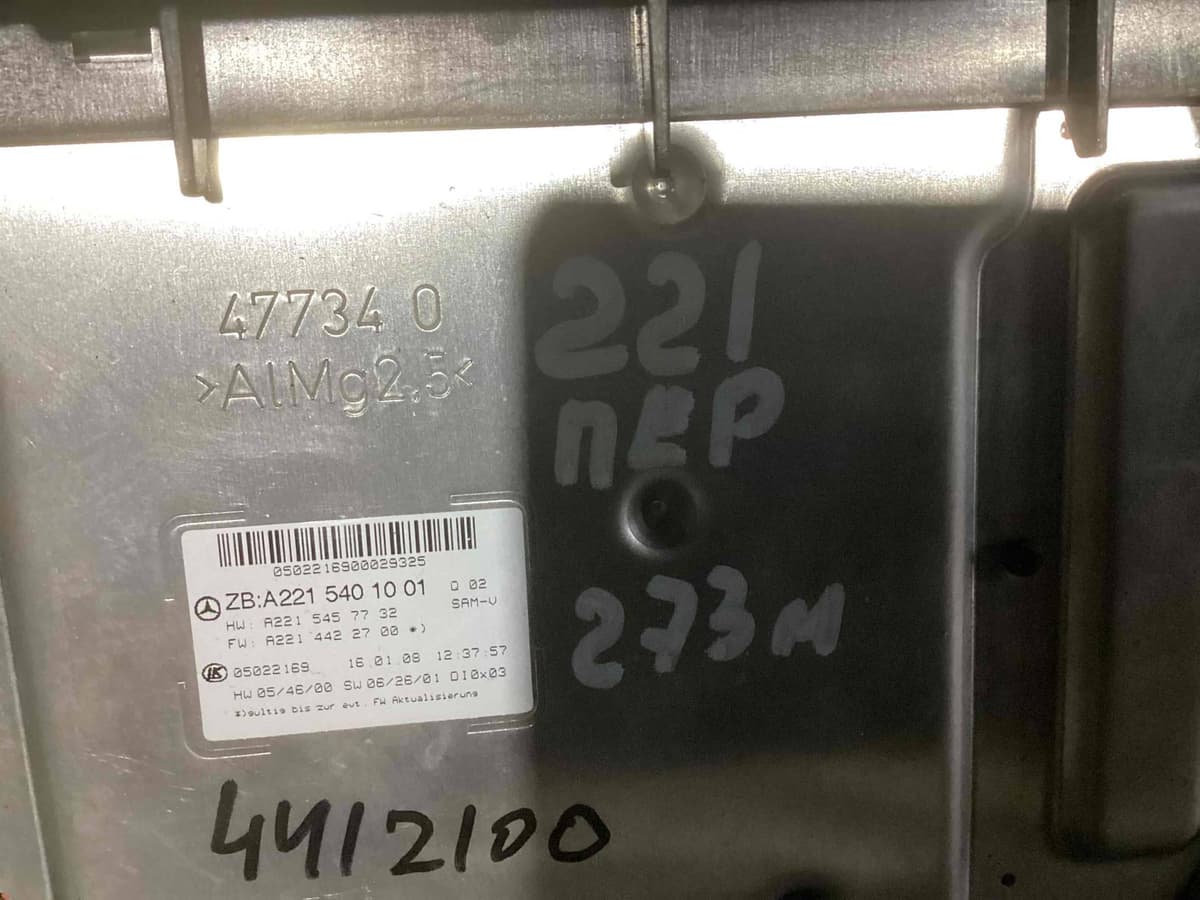 47734 0
>AlMg2.5<
221
ПЕР
273м
0502216900029325
ZB:A221 540 10 01 Q 02
HW: A221 545 77 32 SAM-V
FW: A221 442 27 00 *)
05022169 16.01.08 12:37:57
HW 05/46/00 SW 06/26/01 DI0x03
*)gultig bis zur evt. FW Aktualisierung
4412100